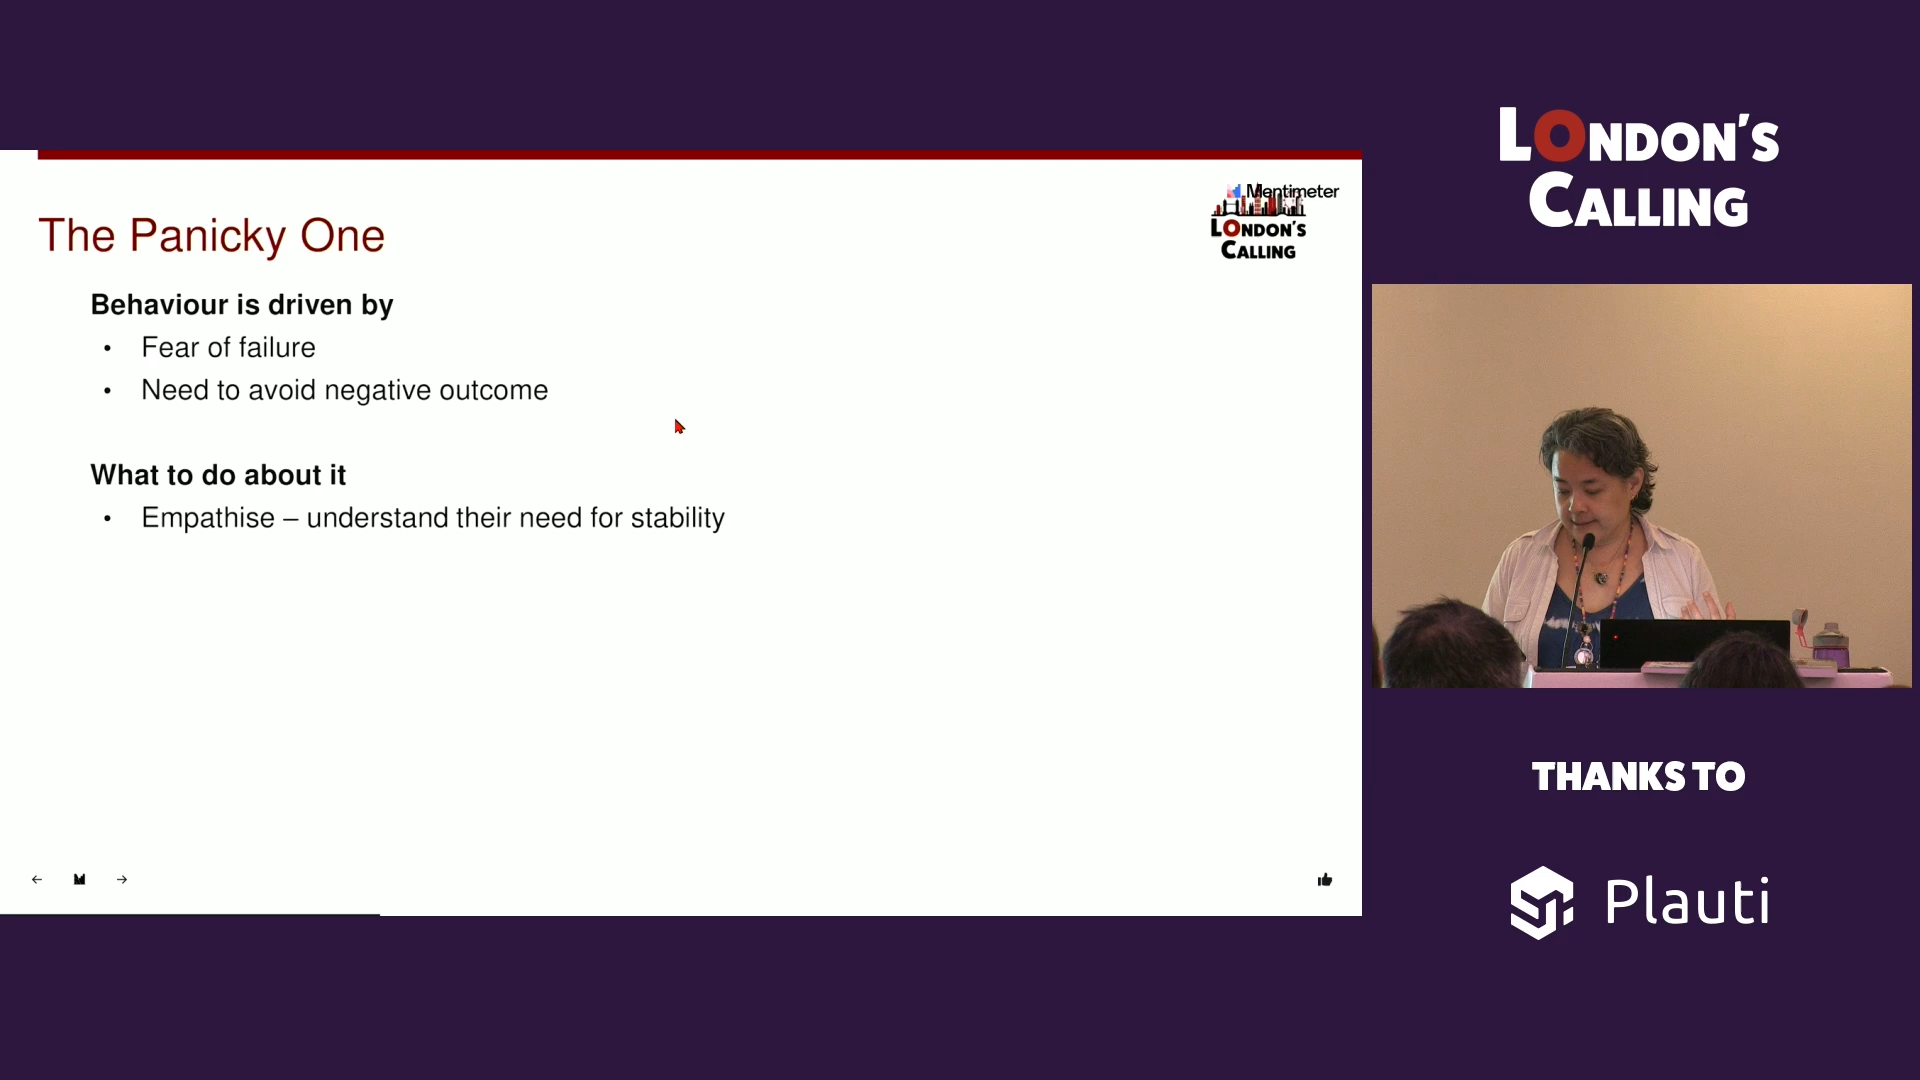 The Panicky One
Mentimeter
LONDON'S
CALLING
Behaviour is driven by
• Fear of failure
• Need to avoid negative outcome
What to do about it
• Empathise – understand their need for stability
LONDON'S
CALLING
THANKS TO
Plauti